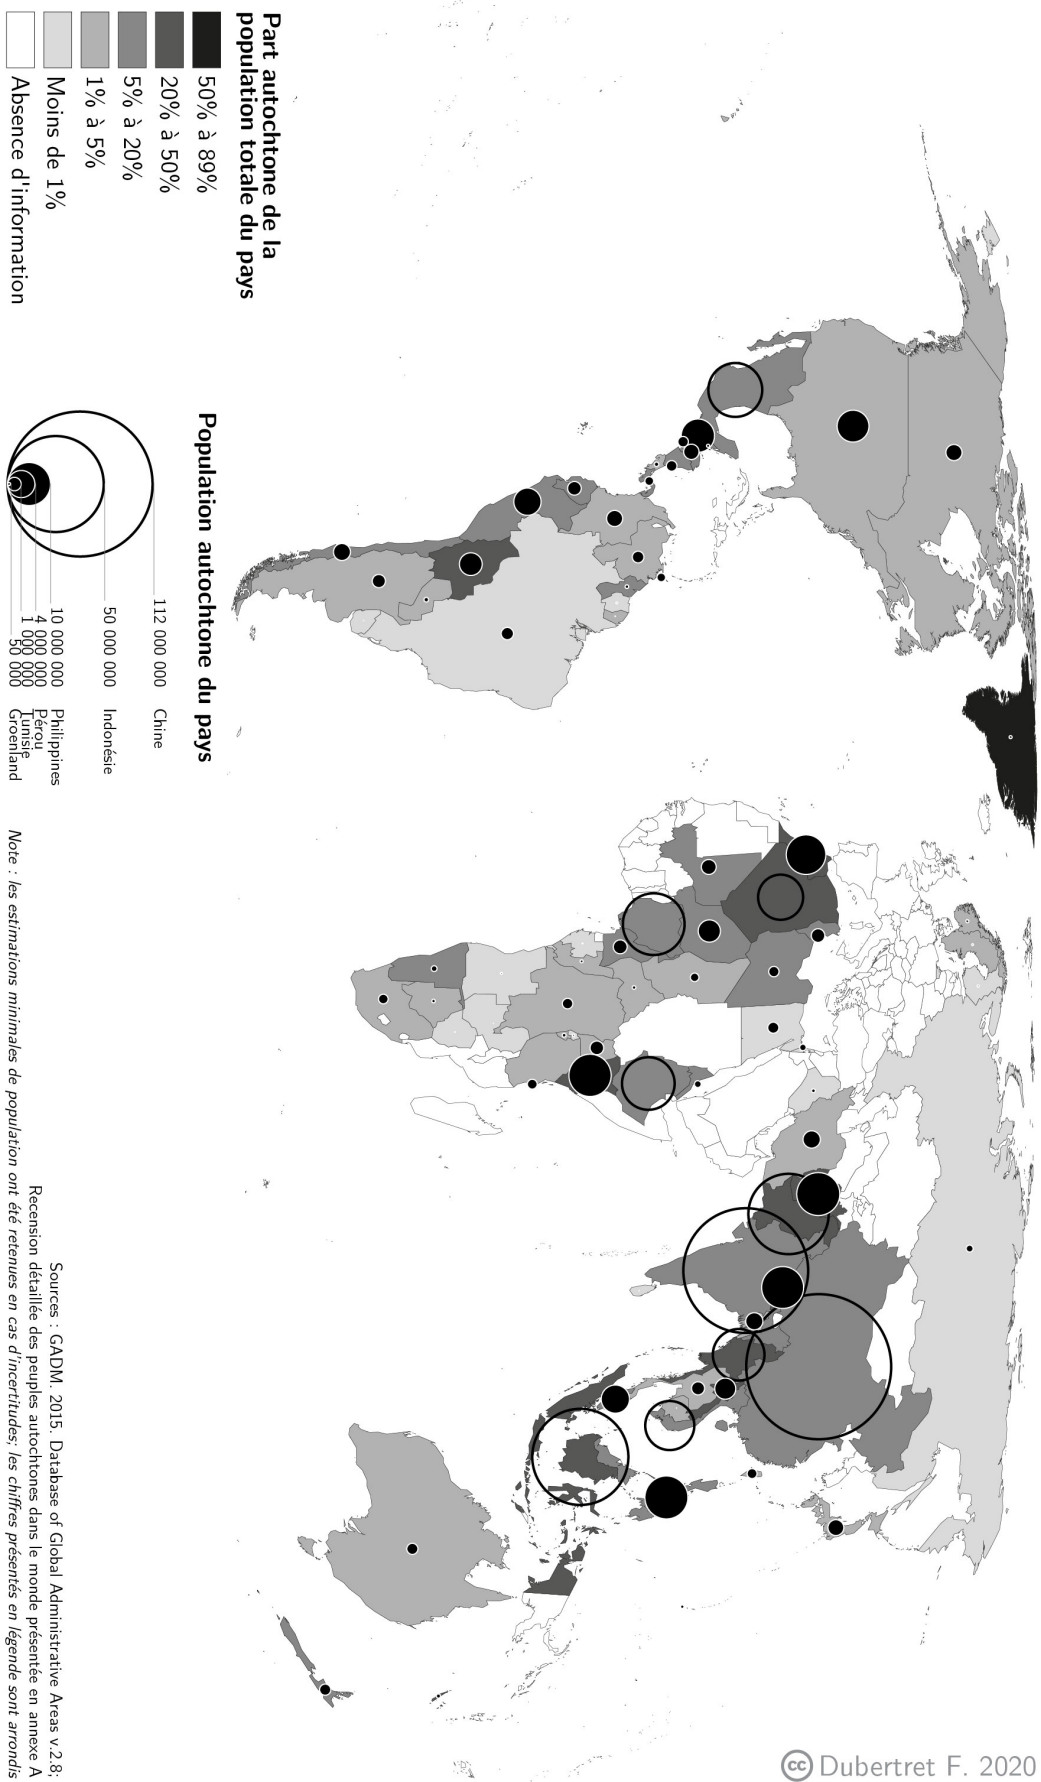 Part autochtone de la
population totale du pays
50% à 89%
20% à 50%
5% à 20%
1% à 5%
Moins de 1%
Absence d'information
Population autochtone du pays
112 000 000 Chine
50 000 000 Indonésie
10 000 000 Philippines
4 000 000 Pérou
1 000 000 Tunisie
50 000 Groenland
Sources : GADM. 2015. Database of Global Administrative Areas v.2.8;
Recension détaillée des peuples autochtones dans le monde présentée en annexe A
Note : les estimations minimales de population ont été retenues en cas d'incertitudes; les chiffres présentés en légende sont arrondis
cc Dubertret F. 2020